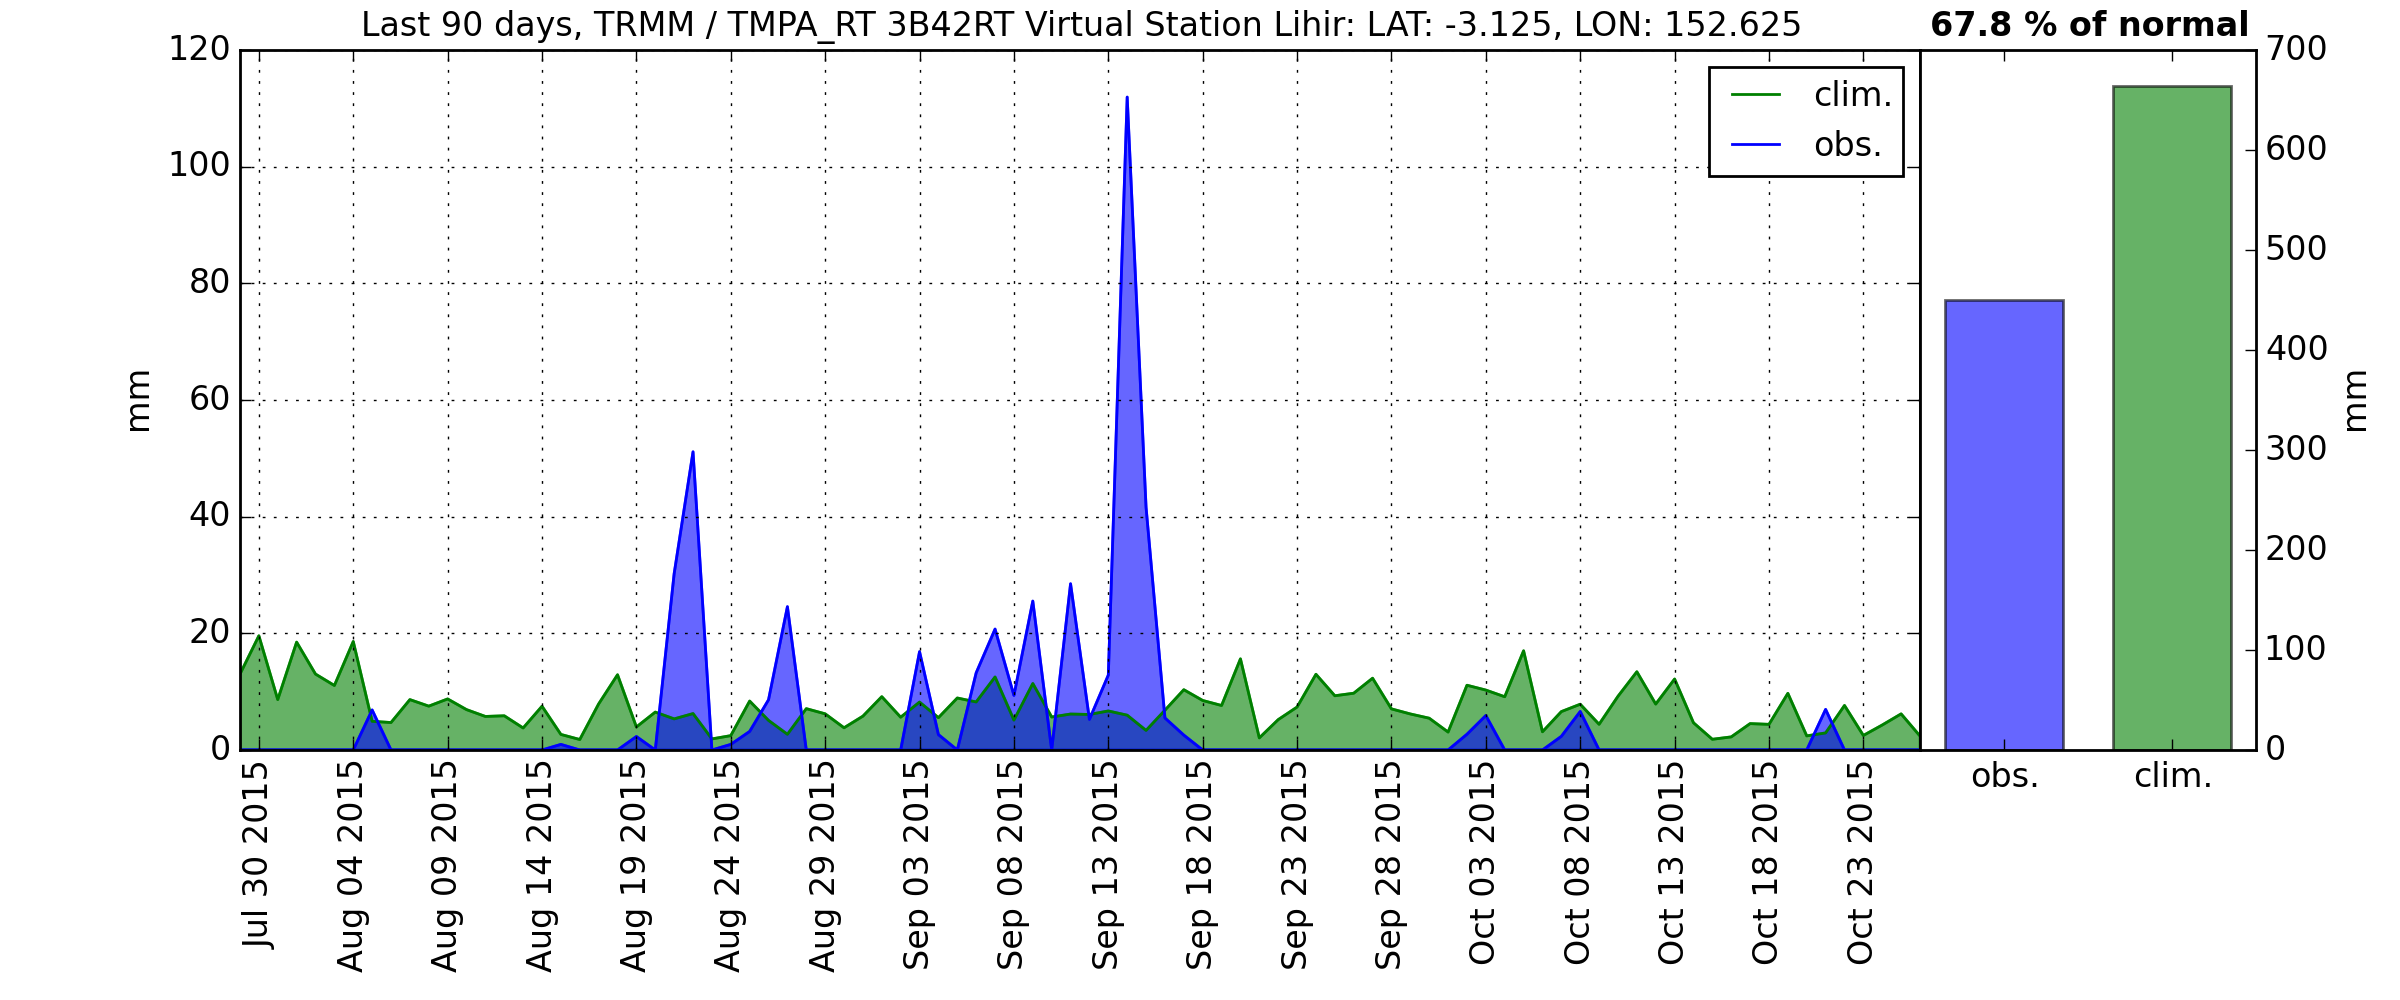 Last 90 days, TRMM / TMPA_RT 3B42RT Virtual Station Lihir: LAT: -3.125, LON: 152.625
67.8 % of normal
120
100
80
60
40
20
0
mm
clim.
obs.
Jul 30 2015
Aug 04 2015
Aug 09 2015
Aug 14 2015
Aug 19 2015
Aug 24 2015
Aug 29 2015
Sep 03 2015
Sep 08 2015
Sep 13 2015
Sep 18 2015
Sep 23 2015
Sep 28 2015
Oct 03 2015
Oct 08 2015
Oct 13 2015
Oct 18 2015
Oct 23 2015
700
600
500
400
300
200
100
0
mm
obs.
clim.